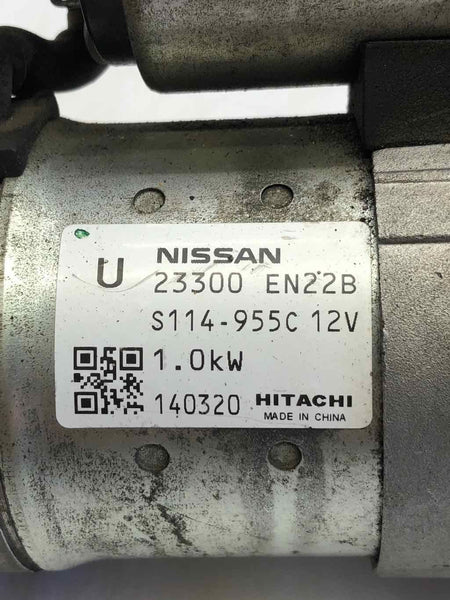 NISSAN
U 23300 EN22B
S114-955C 12V
1.0kW
140320 HITACHI
MADE IN CHINA